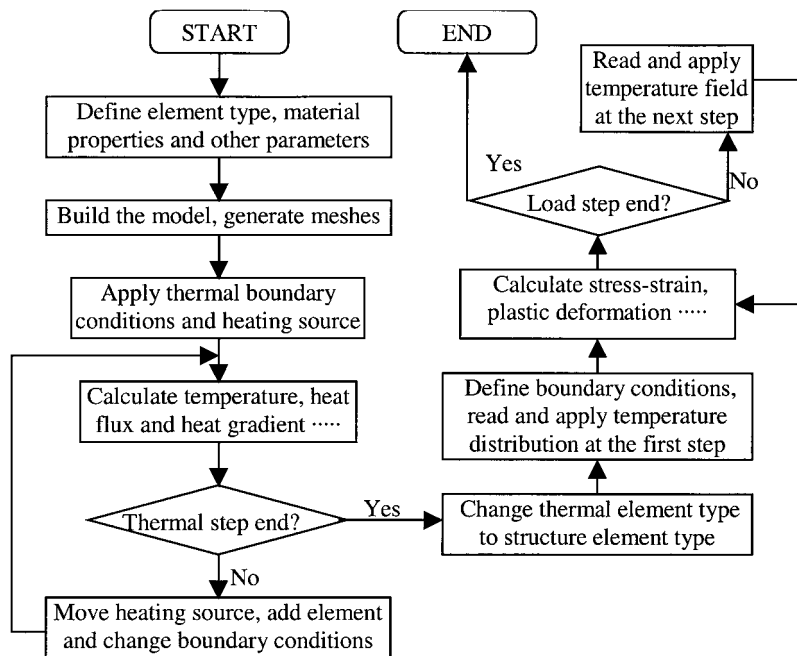 START
Define element type, material
properties and other parameters
Build the model, generate meshes
Apply thermal boundary
conditions and heating source
Calculate temperature, heat
flux and heat gradient ·····
Thermal step end?
Yes
No
Move heating source, add element
and change boundary conditions
END
Read and apply
temperature field
at the next step
Yes
No
Load step end?
Calculate stress-strain,
plastic deformation ·····
Define boundary conditions,
read and apply temperature
distribution at the first step
Change thermal element type
to structure element type